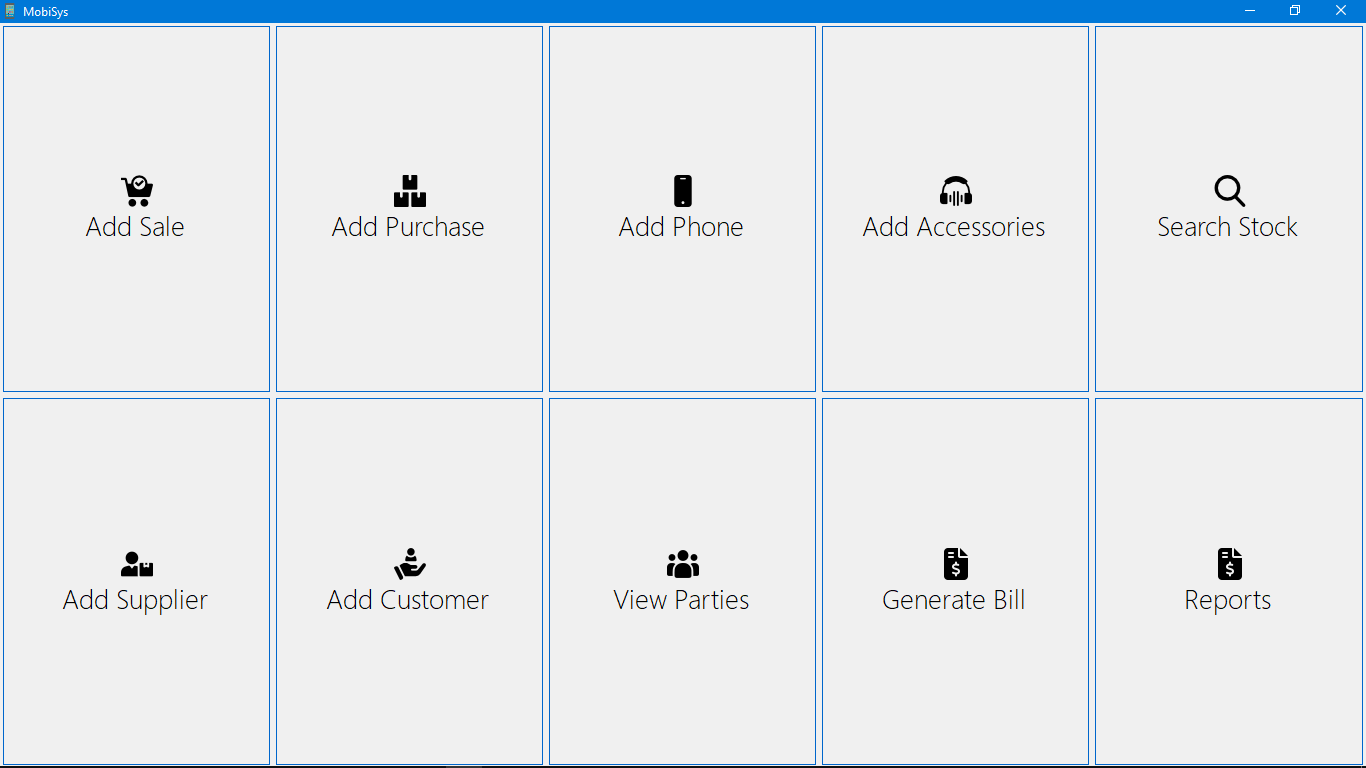 MobiSys
Add Sale
Add Purchase
Add Phone
Add Accessories
Search Stock
Add Supplier
Add Customer
View Parties
Generate Bill
Reports